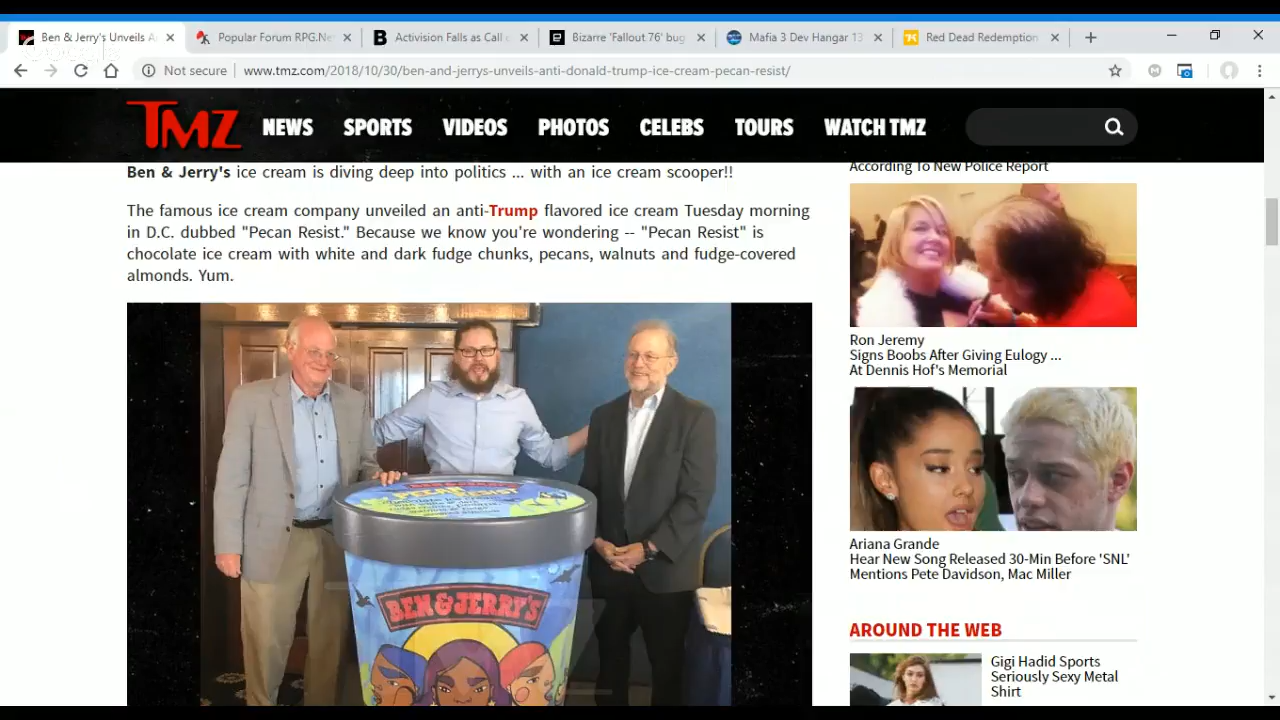 Ben & Jerry's Unveils A
Popular Forum RPG.Ne
Activision Falls as Call o
Bizarre 'Fallout 76' bug
Mafia 3 Dev Hangar 13
Red Dead Redemption
Not secure
www.tmz.com/2018/10/30/ben-and-jerrys-unveils-anti-donald-trump-ice-cream-pecan-resist/
TMZ
NEWS
SPORTS
VIDEOS
PHOTOS
CELEBS
TOURS
WATCH TMZ
Ben & Jerry's ice cream is diving deep into politics ... with an ice cream scooper!!
The famous ice cream company unveiled an anti-Trump flavored ice cream Tuesday morning
in D.C. dubbed "Pecan Resist." Because we know you're wondering -- "Pecan Resist" is
chocolate ice cream with white and dark fudge chunks, pecans, walnuts and fudge-covered
almonds. Yum.
BEN & JERRY'S
According To New Police Report
Ron Jeremy
Signs Boobs After Giving Eulogy ...
At Dennis Hof's Memorial
Ariana Grande
Hear New Song Released 30-Min Before 'SNL'
Mentions Pete Davidson, Mac Miller
AROUND THE WEB
Gigi Hadid Sports
Seriously Sexy Metal
Shirt